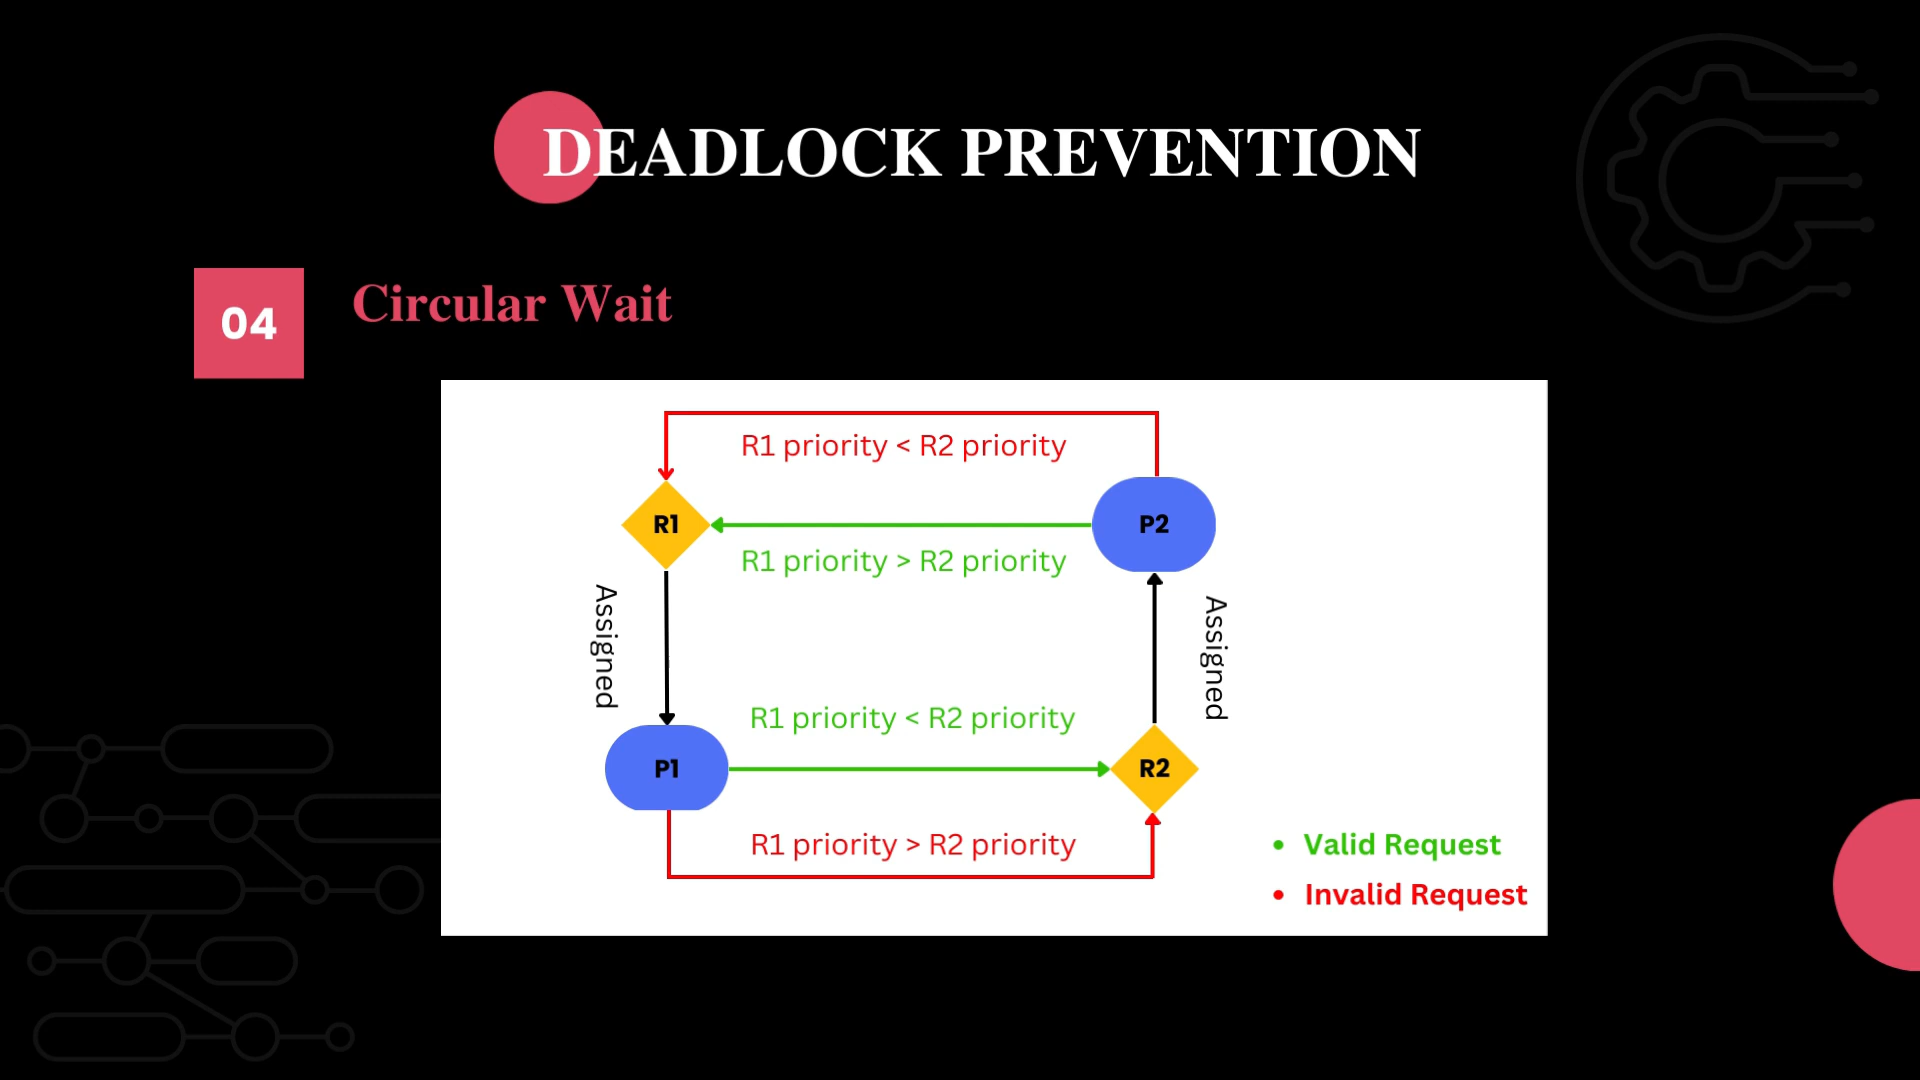 DEADLOCK PREVENTION
04
Circular Wait
R1 priority < R2 priority
R1
P2
R1 priority > R2 priority
Assigned
Assigned
R1 priority < R2 priority
P1
R2
R1 priority > R2 priority
• Valid Request
• Invalid Request